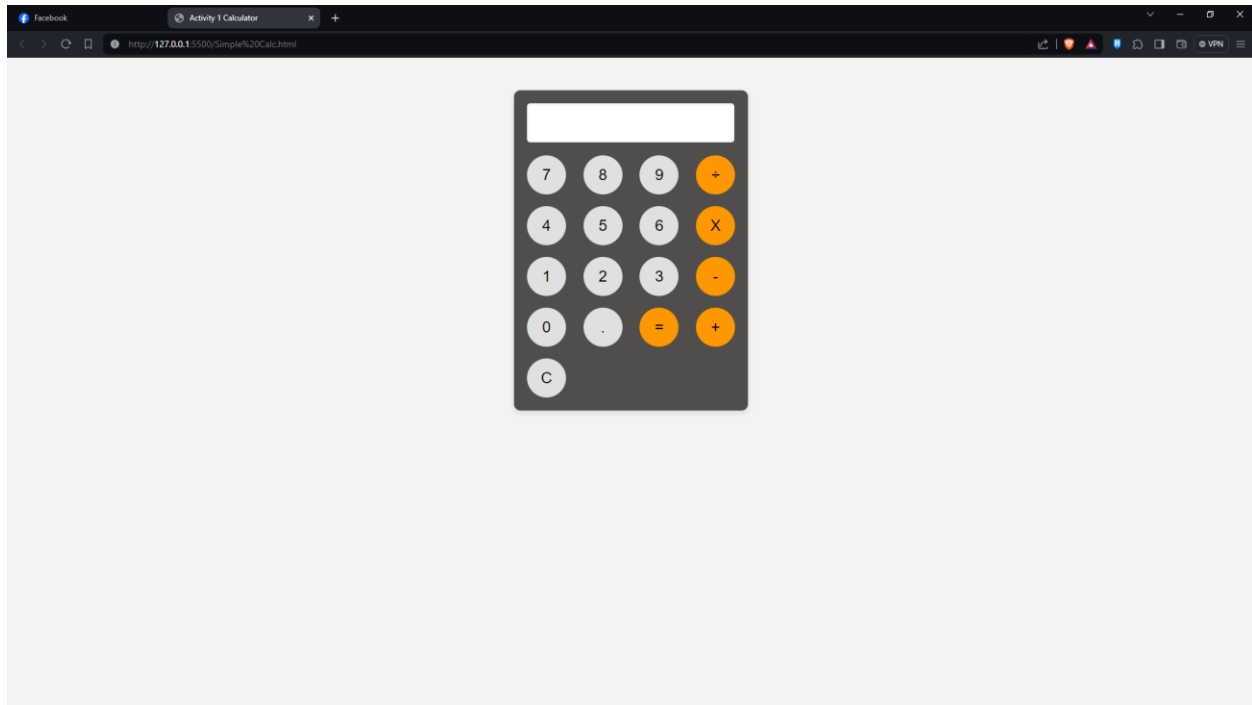 Facebook
Activity 1 Calculator
http://127.0.0.1:5500/Simple%20Calc.html
VPN
7 8 9 ÷
4 5 6 X
1 2 3 -
0 . = +
C